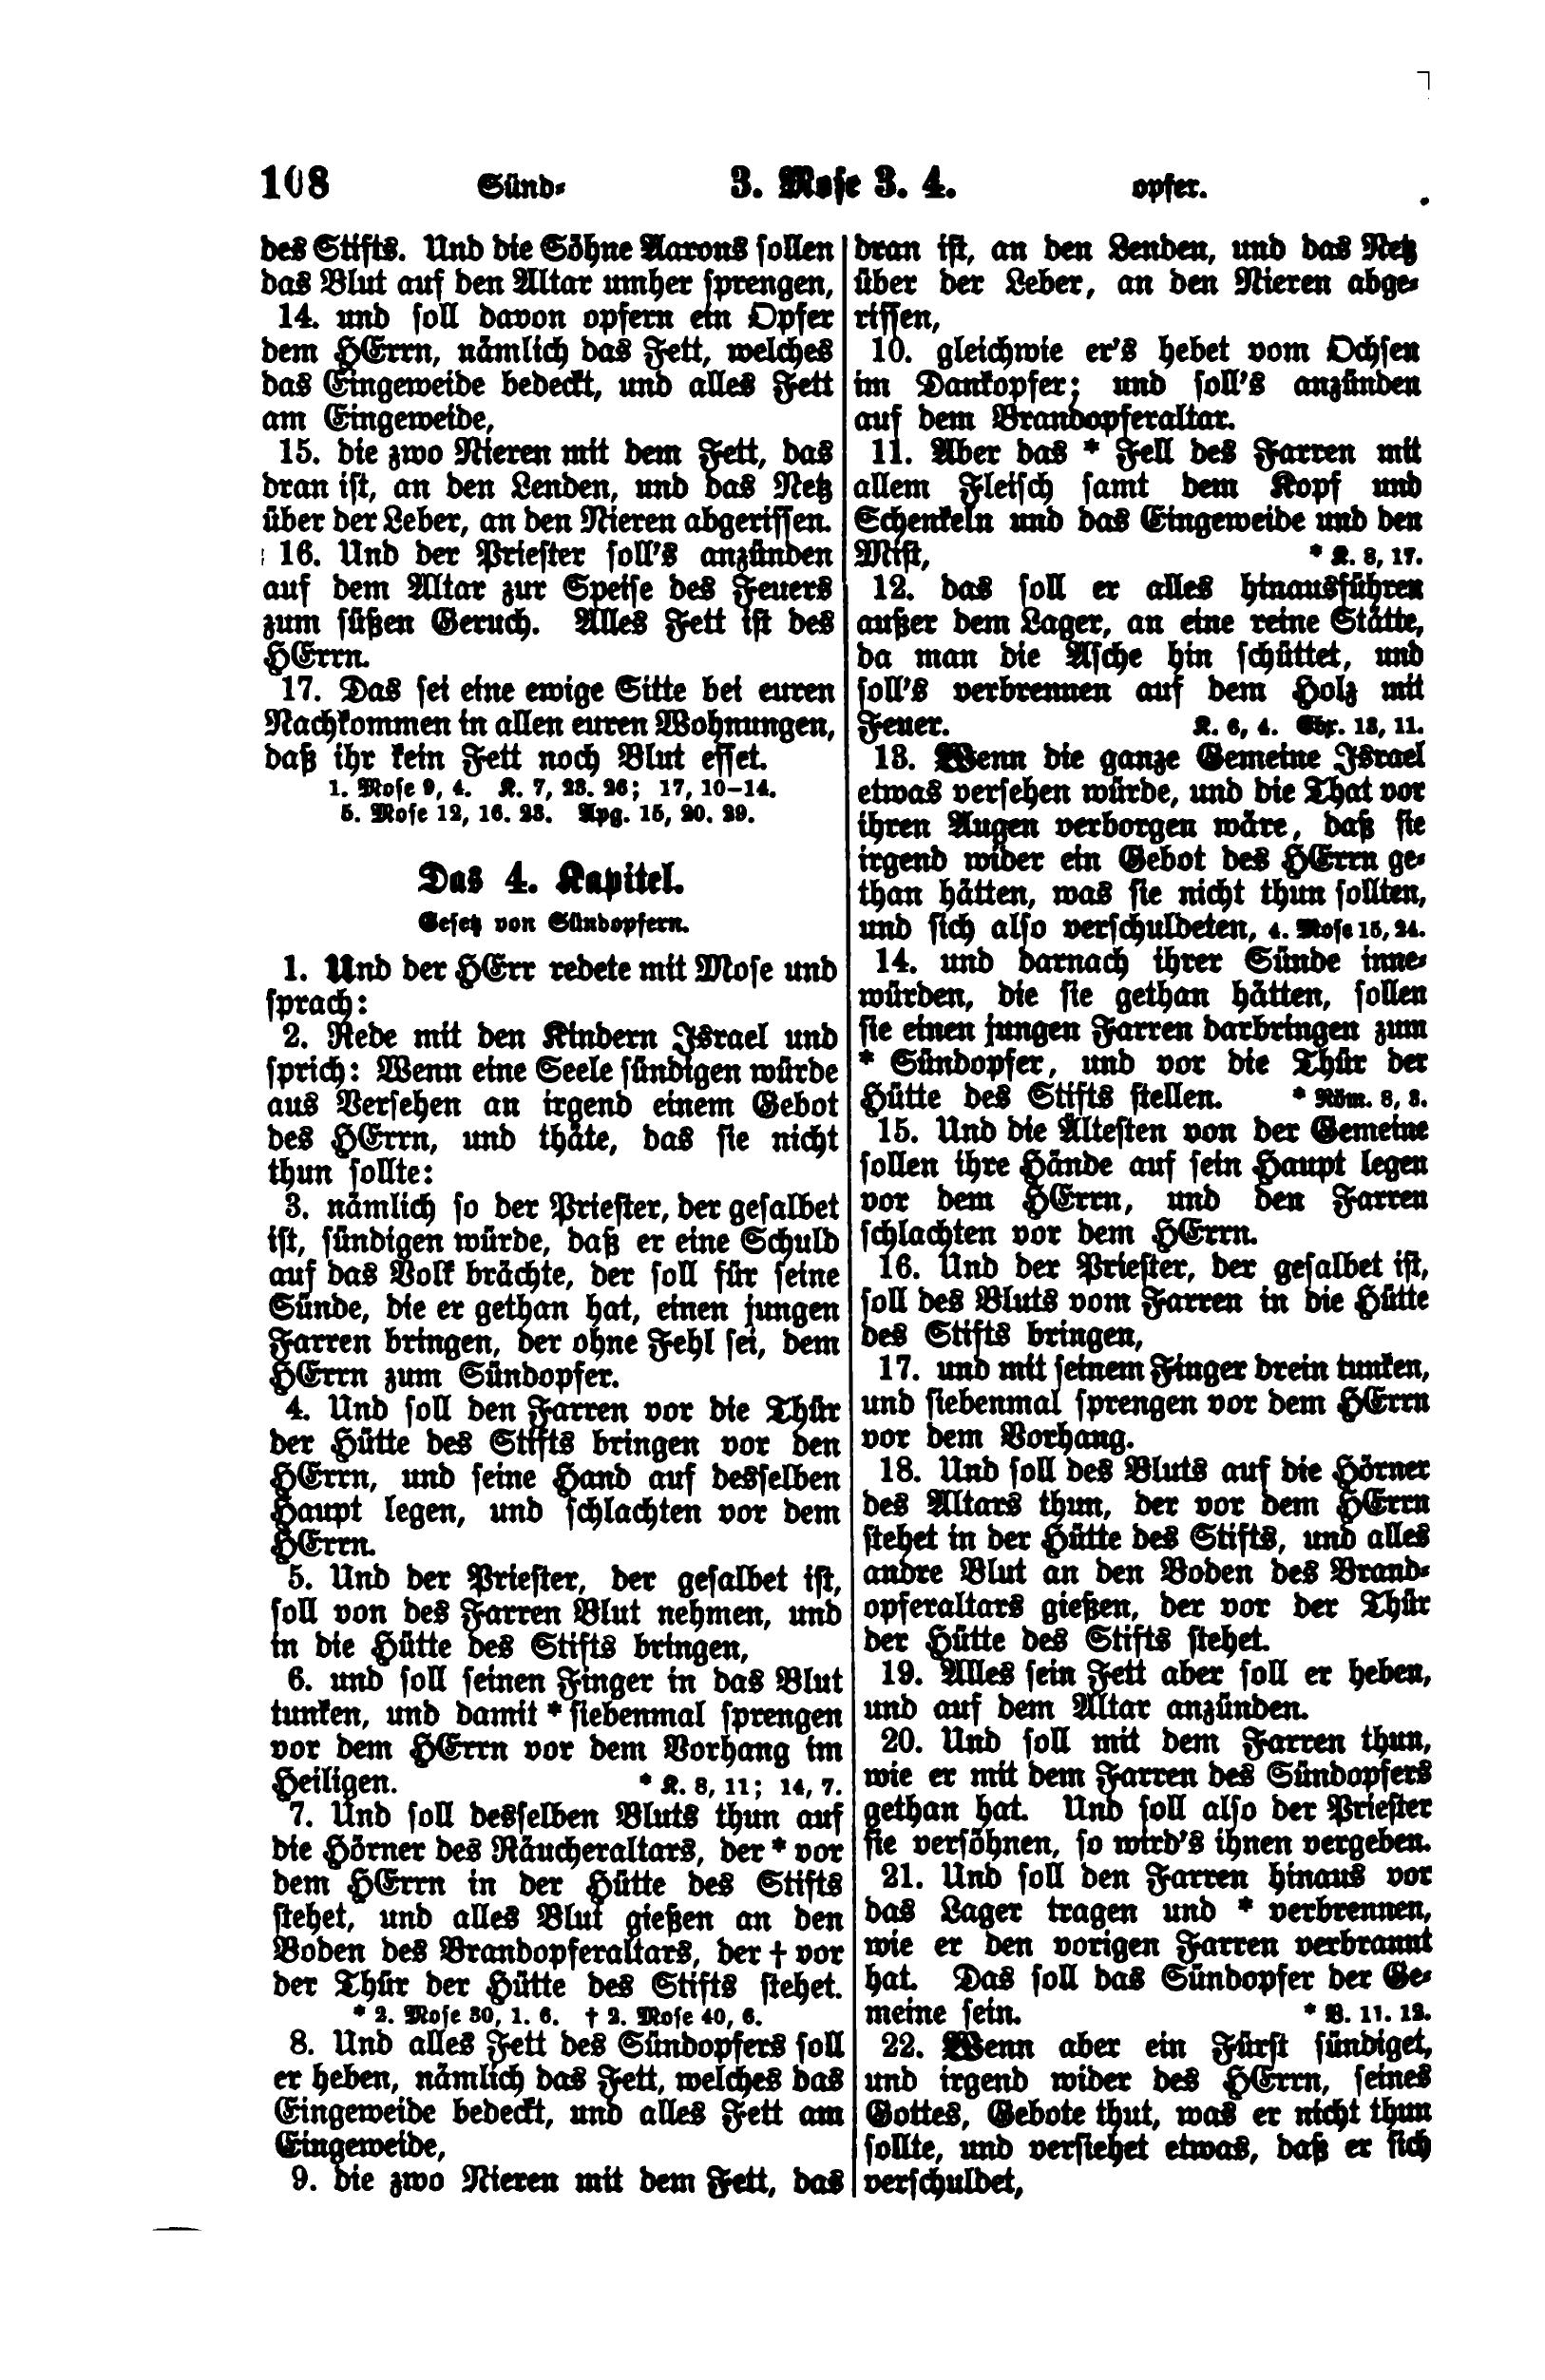 108 Sünd- 3. Mose 3. 4. opfer.
des Stifts. Und die Söhne Aarons sollen
das Blut auf den Altar umher sprengen,
14. und soll davon opfern ein Opfer
dem HErrn, nämlich das Fett, welches
das Eingeweide bedeckt, und alles Fett
am Eingeweide,
15. die zwo Nieren mit dem Fett, das
dran ist, an den Lenden, und das Netz
über der Leber, an den Nieren abgerissen.
16. Und der Priester soll's anzünden
auf dem Altar zur Speise des Feuers
zum süßen Geruch. Alles Fett ist des
HErrn.
17. Das sei eine ewige Sitte bei euren
Nachkommen in allen euren Wohnungen,
daß ihr kein Fett noch Blut esset.
1. Mose 9, 4. K. 7, 23. 26; 17, 10-14.
5. Mose 12, 16. 23. Apg. 15, 20. 29.
Das 4. Kapitel.
Gesetz von Sündopfern.
1. Und der HErr redete mit Mose und
sprach:
2. Rede mit den Kindern Israel und
sprich: Wenn eine Seele sündigen würde
aus Versehen an irgend einem Gebot
des HErrn, und thäte, das sie nicht
thun sollte:
3. nämlich so der Priester, der gesalbet
ist, sündigen würde, daß er eine Schuld
auf das Volk brächte, der soll für seine
Sünde, die er gethan hat, einen jungen
Farren bringen, der ohne Fehl sei, dem
HErrn zum Sündopfer.
4. Und soll den Farren vor die Thür
der Hütte des Stifts bringen vor den
HErrn, und seine Hand auf desselben
Haupt legen, und schlachten vor dem
HErrn.
5. Und der Priester, der gesalbet ist,
soll von des Farren Blut nehmen, und
in die Hütte des Stifts bringen,
6. und soll seinen Finger in das Blut
tunken, und damit * siebenmal sprengen
vor dem HErrn vor dem Vorhang im
Heiligen. * K. 8, 11; 14, 7.
7. Und soll desselben Bluts thun auf
die Hörner des Räucheraltars, der * vor
dem HErrn in der Hütte des Stifts
stehet, und alles Blut gießen an den
Boden des Brandopferaltars, der † vor
der Thür der Hütte des Stifts stehet.
* 2. Mose 30, 1. 6. † 2. Mose 40, 6.
8. Und alles Fett des Sündopfers soll
er heben, nämlich das Fett, welches das
Eingeweide bedeckt, und alles Fett am
Eingeweide,
9. die zwo Nieren mit dem Fett, das
dran ist, an den Lenden, und das Netz
über der Leber, an den Nieren abge-
rissen,
10. gleichwie er's hebet vom Ochsen
im Dankopfer; und soll's anzünden
auf dem Brandopferaltar.
11. Aber das * Fell des Farren mit
allem Fleisch samt dem Kopf und
Schenkeln und das Eingeweide und den
Mist, * K. 8, 17.
12. das soll er alles hinausführen
außer dem Lager, an eine reine Stätte,
da man die Asche hin schüttet, und
soll's verbrennen auf dem Holz mit
Feuer. K. 6, 4. Ebr. 13, 11.
13. Wenn die ganze Gemeine Israel
etwas versehen würde, und die That vor
ihren Augen verborgen wäre, daß sie
irgend wider ein Gebot des HErrn ge-
than hätten, was sie nicht thun sollten,
und sich also verschuldeten, 4. Mose 15, 24.
14. und darnach ihrer Sünde inne-
würden, die sie gethan hätten, sollen
sie einen jungen Farren darbringen zum
* Sündopfer, und vor die Thür der
Hütte des Stifts stellen. * Röm. 8, 3.
15. Und die Ältesten von der Gemeine
sollen ihre Hände auf sein Haupt legen
vor dem HErrn, und den Farren
schlachten vor dem HErrn.
16. Und der Priester, der gesalbet ist,
soll des Bluts vom Farren in die Hütte
des Stifts bringen,
17. und mit seinem Finger drein tunken,
und siebenmal sprengen vor dem HErrn
vor dem Vorhang.
18. Und soll des Bluts auf die Hörner
des Altars thun, der vor dem HErrn
stehet in der Hütte des Stifts, und alles
andre Blut an den Boden des Brand-
opferaltars gießen, der vor der Thür
der Hütte des Stifts stehet.
19. Alles sein Fett aber soll er heben,
und auf dem Altar anzünden.
20. Und soll mit dem Farren thun,
wie er mit dem Farren des Sündopfers
gethan hat. Und soll also der Priester
sie versöhnen, so wird's ihnen vergeben.
21. Und soll den Farren hinaus vor
das Lager tragen und * verbrennen,
wie er den vorigen Farren verbrannt
hat. Das soll das Sündopfer der Ge-
meine sein. * V. 11. 12.
22. Wenn aber ein Fürst sündiget,
und irgend wider des HErrn, seines
Gottes, Gebote thut, was er nicht thun
sollte, und versiehet etwas, daß er sich
verschuldet,